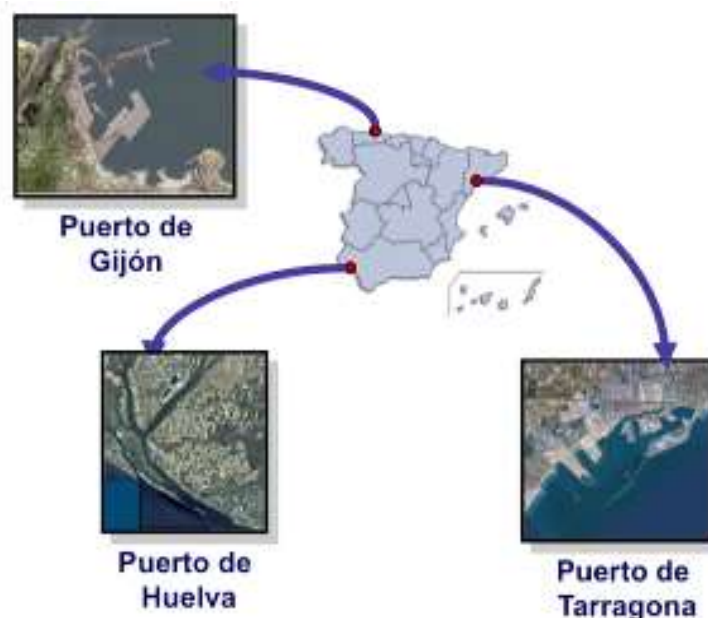 Puerto de
Gijón
Puerto de
Huelva
Puerto de
Tarragona